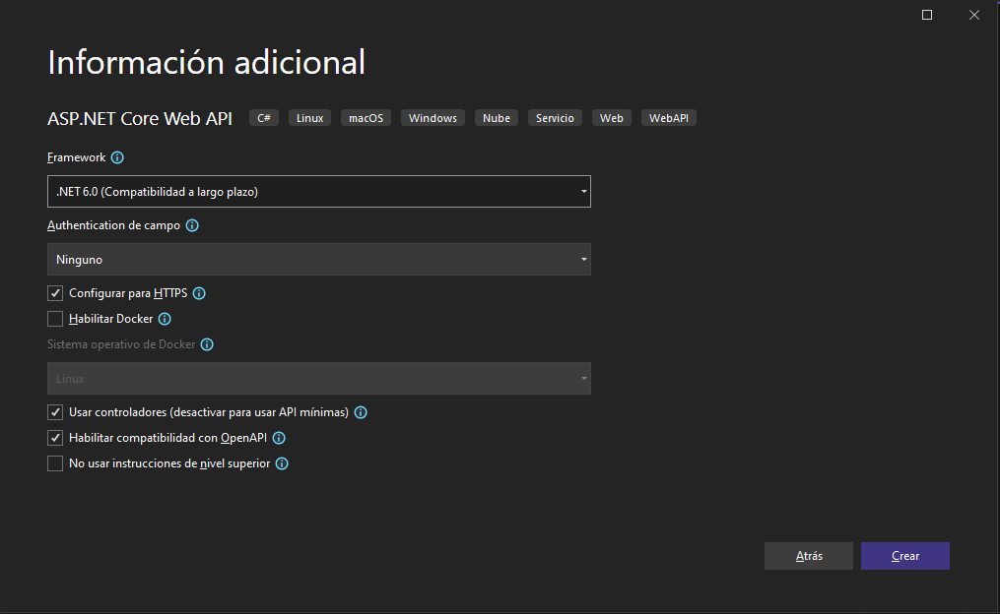 Información adicional
ASP.NET Core Web API C# Linux macOS Windows Nube Servicio Web WebAPI
Framework
.NET 6.0 (Compatibilidad a largo plazo)
Authentication de campo
Ninguno
Configurar para HTTPS
Habilitar Docker
Sistema operativo de Docker
Linux
Usar controladores (desactivar para usar API mínimas)
Habilitar compatibilidad con OpenAPI
No usar instrucciones de nivel superior
Atrás Crear